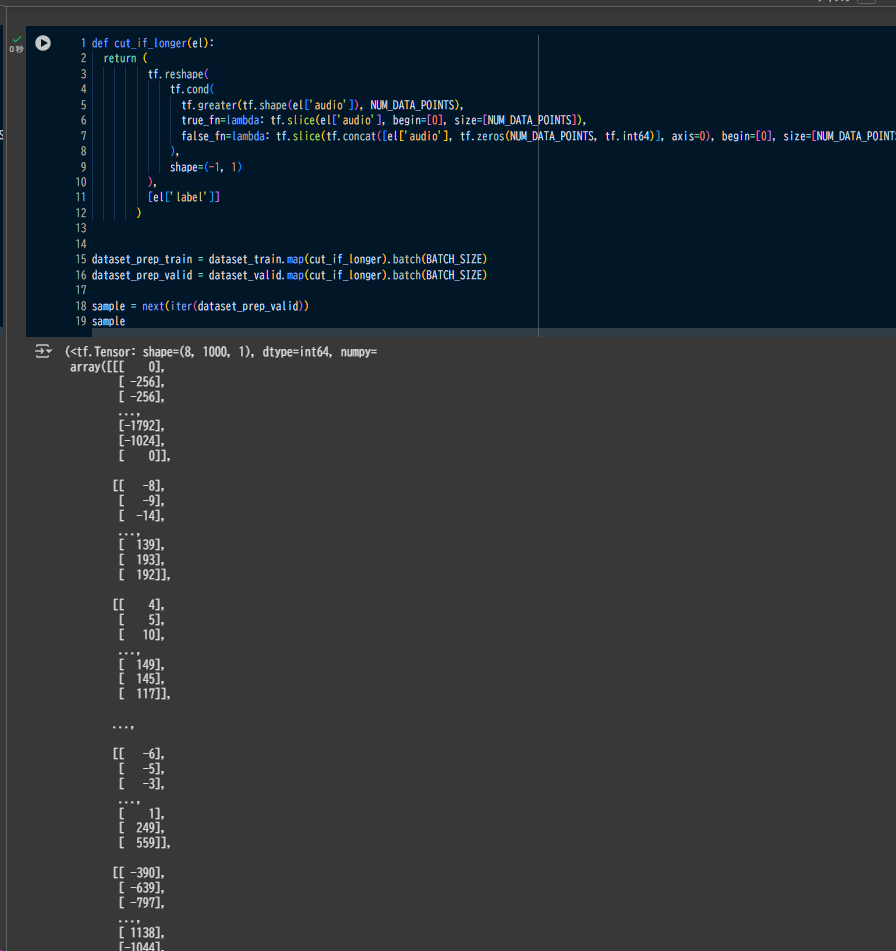 0秒
1 def cut_if_longer(el):
2   return (
3         tf.reshape(
4             tf.cond(
5               tf.greater(tf.shape(el['audio']), NUM_DATA_POINTS),
6               true_fn=lambda: tf.slice(el['audio'], begin=[0], size=[NUM_DATA_POINTS]),
7               false_fn=lambda: tf.slice(tf.concat([el['audio'], tf.zeros(NUM_DATA_POINTS, tf.int64)], axis=0), begin=[0], size=[NUM_DATA_POINT
8             ),
9             shape=(-1, 1)
10         ),
11         [el['label']]
12       )
13
14
15 dataset_prep_train = dataset_train.map(cut_if_longer).batch(BATCH_SIZE)
16 dataset_prep_valid = dataset_valid.map(cut_if_longer).batch(BATCH_SIZE)
17
18 sample = next(iter(dataset_prep_valid))
19 sample
(<tf.Tensor: shape=(8, 1000, 1), dtype=int64, numpy=
array([[[    0],
[ -256],
[ -256],
...,
[-1792],
[-1024],
[    0]],
[[   -8],
[   -9],
[  -14],
...,
[  139],
[  193],
[  192]],
[[    4],
[    5],
[   10],
...,
[  149],
[  145],
[  117]],
...,
[[   -6],
[   -5],
[   -3],
...,
[    1],
[  249],
[  559]],
[[ -390],
[ -639],
[ -797],
...,
[ 1138],
[-1044],